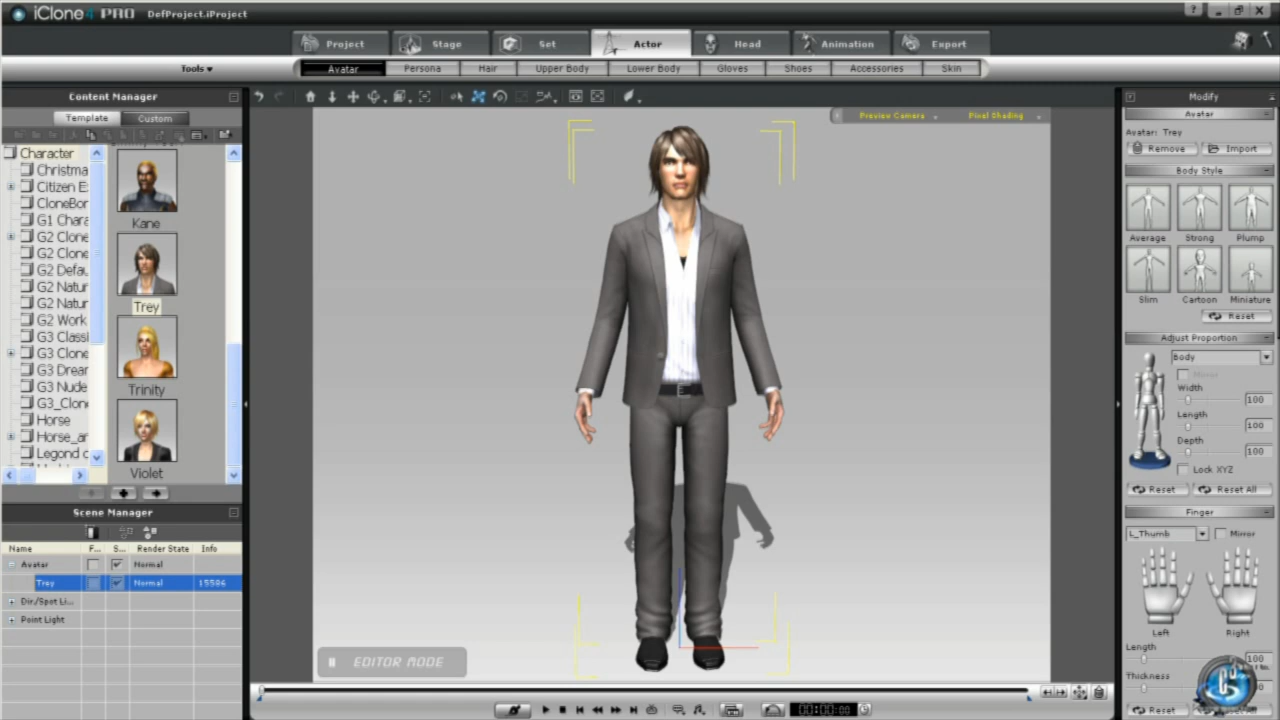 iClone4 PRO DefProject.iProject
Project Stage Set Actor Head Animation Export
Tools Avatar Persona Hair Upper Body Lower Body Gloves Shoes Accessories Skin
Content Manager
Template Custom
Character
Christma
Citizen E
CloneBon
G1 Chara
G2 Clone
G2 Clone
G2 Defau
G2 Natur
G2 Natur
G2 Work
G3 Classi
G3 Clone
G3 Dream
G3 Nude
G3_Clone
Horse
Horse_an
Legend o
Kane
Trey
Trinity
Violet
Preview Camera Pixel Shading
EDITOR MODE
00:00:00
Scene Manager
Name F... S... Render State Info
Avatar Normal
Trey Normal 15586
Dir/Spot Li...
Point Light
Modify
Avatar
Avatar: Trey
Remove Import
Body Style
Average Strong Plump
Slim Cartoon Miniature
Reset
Adjust Proportion
Body
Mirror
Width
100
Length
100
Depth
100
Lock XYZ
Reset Reset All
Finger
L_Thumb Mirror
Left Right
Length
100
Thickness
Reset